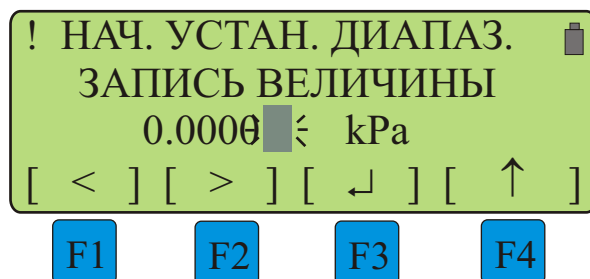 ! НАЧ. УСТАН. ДИАПАЗ.
ЗАПИСЬ ВЕЛИЧИНЫ
0.0000 kPa
[ < ] [ > ] [ ↵ ] [ ↑ ]
F1 F2 F3 F4